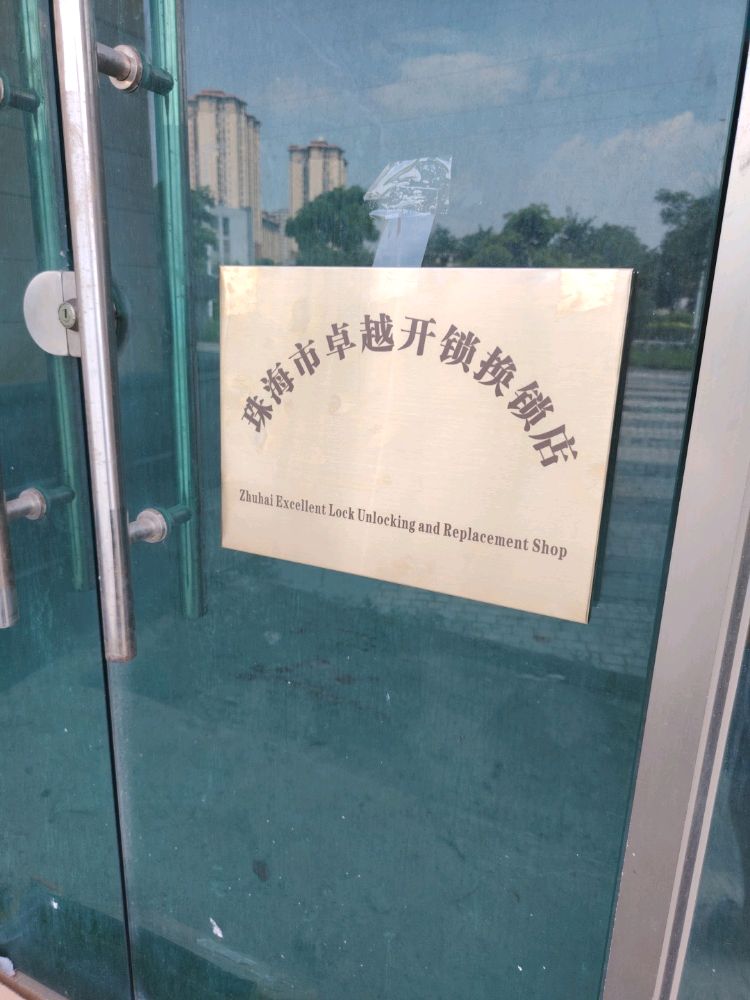 珠海市卓越开锁换锁店
Zhuhai Excellent Lock Unlocking and Replacement Shop